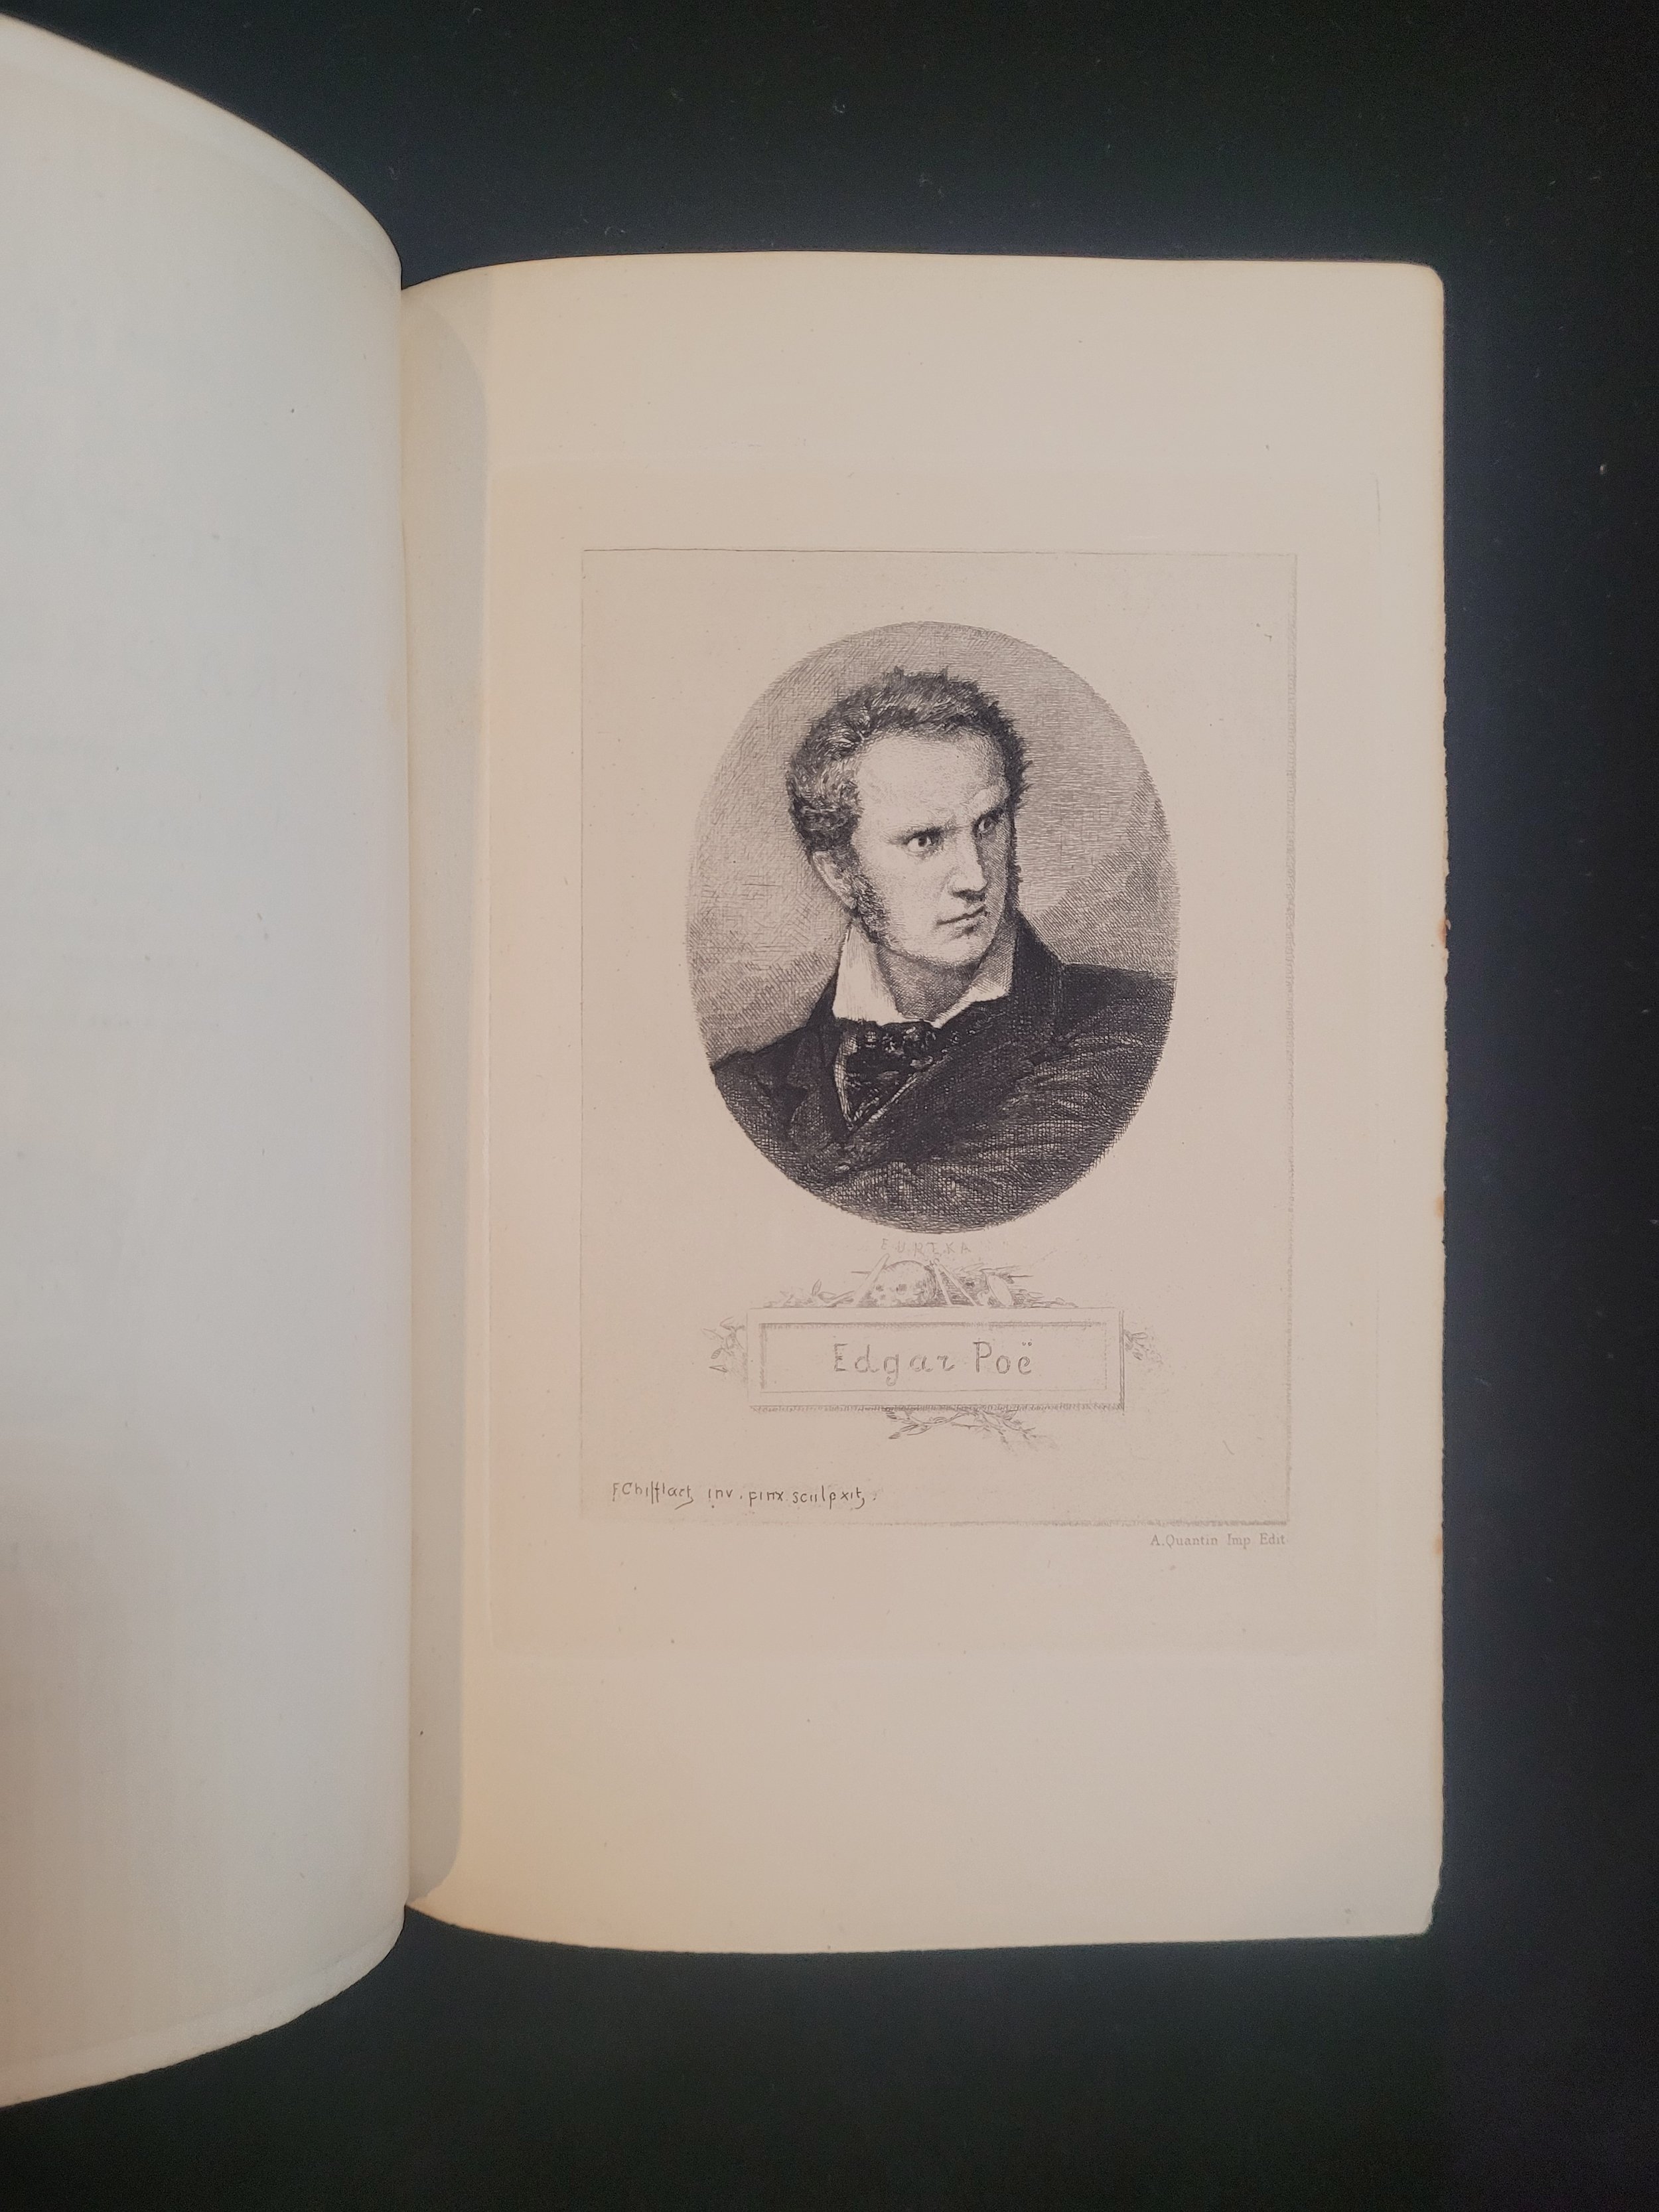 EUREKA
Edgar Poë
F Chifflart inv. pinx sculpxit.
A.Quantin Imp Edit